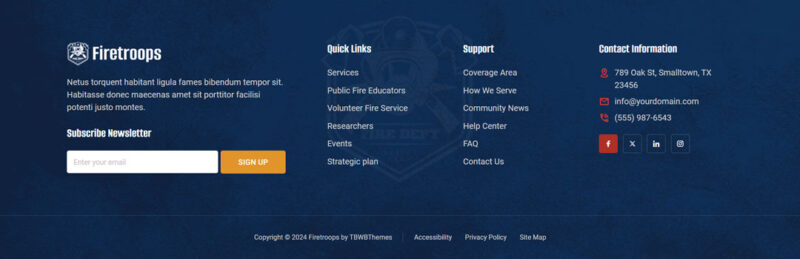 Firetroops
Netus torquent habitant ligula fames bibendum tempor sit.
Habitasse donec maecenas amet sit porttitor facilisi
potenti justo montes.
Subscribe Newsletter
Enter your email
SIGN UP
Quick Links
Services
Public Fire Educators
Volunteer Fire Service
Researchers
Events
Strategic plan
Support
Coverage Area
How We Serve
Community News
Help Center
FAQ
Contact Us
Contact Information
789 Oak St, Smalltown, TX
23456
info@yourdomain.com
(555) 987-6543
Copyright © 2024 Firetroops by TBWBThemes
Accessibility
Privacy Policy
Site Map